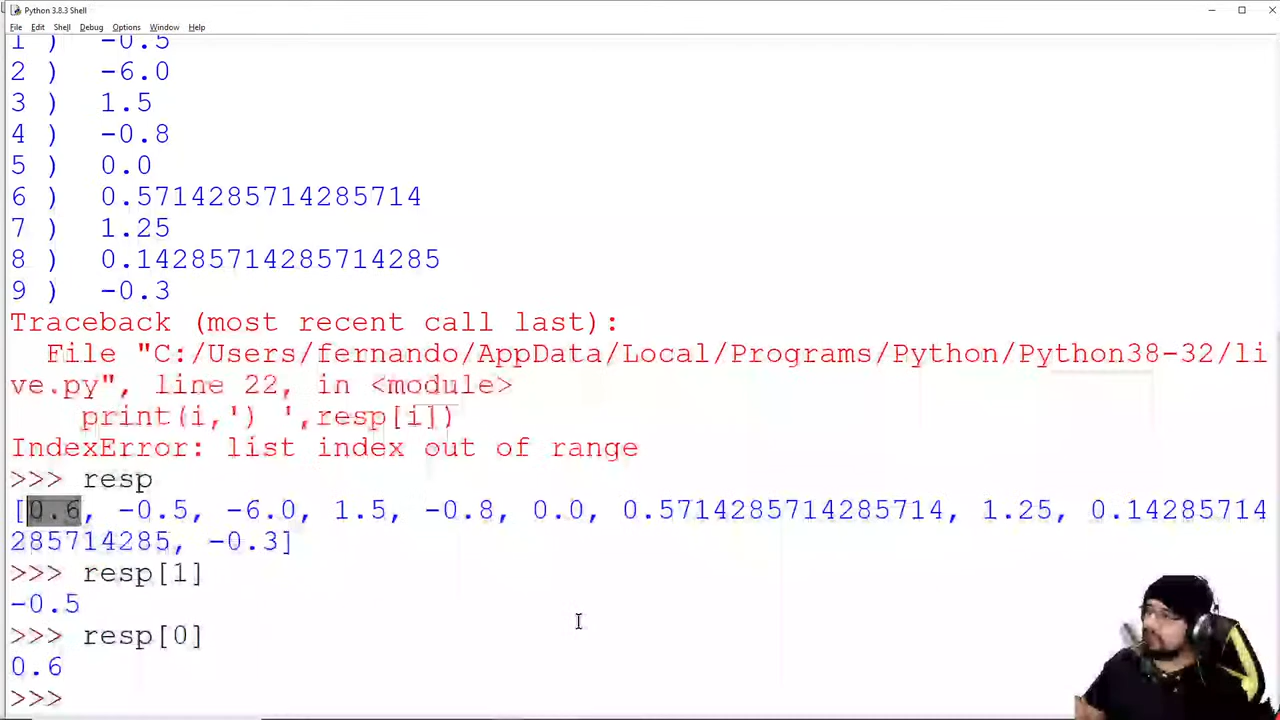 Python 3.8.3 Shell
File Edit Shell Debug Options Window Help
1 ) -0.5
2 ) -6.0
3 ) 1.5
4 ) -0.8
5 ) 0.0
6 ) 0.5714285714285714
7 ) 1.25
8 ) 0.14285714285714285
9 ) -0.3
Traceback (most recent call last):
File "C:/Users/fernando/AppData/Local/Programs/Python/Python38-32/li
ve.py", line 22, in <module>
print(i,') ',resp[i])
IndexError: list index out of range
>>> resp
[0.6, -0.5, -6.0, 1.5, -0.8, 0.0, 0.5714285714285714, 1.25, 0.14285714
285714285, -0.3]
>>> resp[1]
-0.5
>>> resp[0]
0.6
>>>